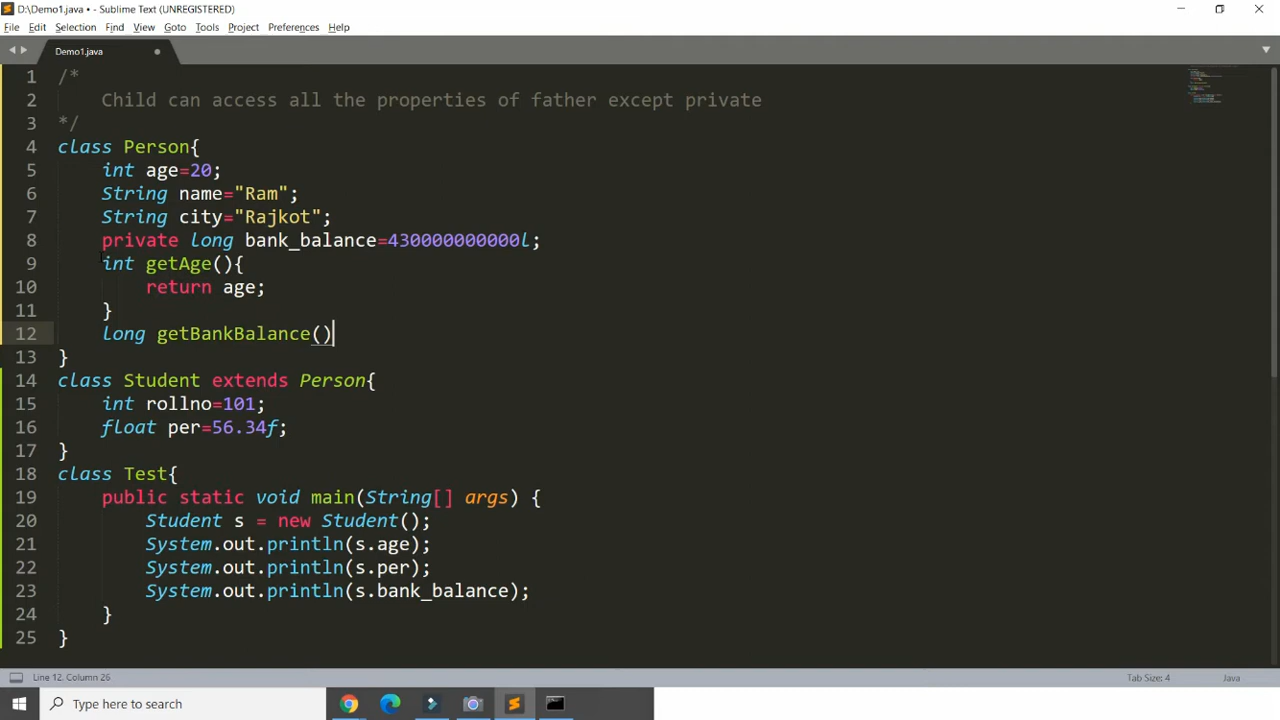 D:\Demo1.java • - Sublime Text (UNREGISTERED)
File Edit Selection Find View Goto Tools Project Preferences Help
Demo1.java
1 /*
2 Child can access all the properties of father except private
3 */
4 class Person{
5 int age=20;
6 String name="Ram";
7 String city="Rajkot";
8 private long bank_balance=430000000000l;
9 int getAge(){
10 return age;
11 }
12 long getBankBalance()
13 }
14 class Student extends Person{
15 int rollno=101;
16 float per=56.34f;
17 }
18 class Test{
19 public static void main(String[] args) {
20 Student s = new Student();
21 System.out.println(s.age);
22 System.out.println(s.per);
23 System.out.println(s.bank_balance);
24 }
25 }
Line 12, Column 26 Tab Size: 4 Java
Type here to search